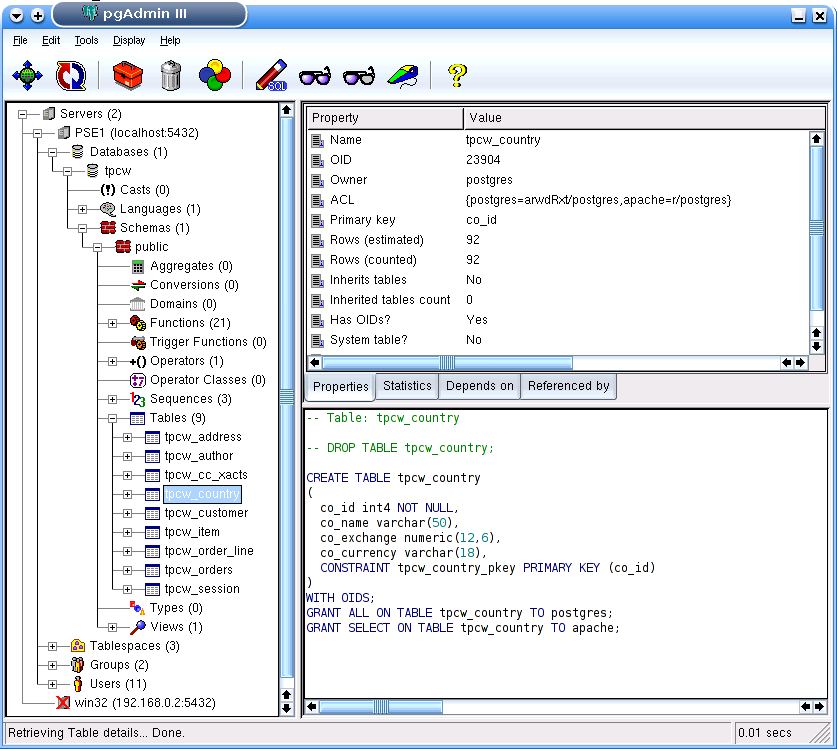 pgAdmin III
File Edit Tools Display Help
SQL
Servers (2)
PSE1 (localhost:5432)
Databases (1)
tpcw
Casts (0)
Languages (1)
Schemas (1)
public
Aggregates (0)
Conversions (0)
Domains (0)
Functions (21)
Trigger Functions (0)
Operators (1)
Operator Classes (0)
Sequences (3)
Tables (9)
tpcw_address
tpcw_author
tpcw_cc_xacts
tpcw_country
tpcw_customer
tpcw_item
tpcw_order_line
tpcw_orders
tpcw_session
Types (0)
Views (1)
Tablespaces (3)
Groups (2)
Users (11)
win32 (192.168.0.2:5432)
Property Value
Name tpcw_country
OID 23904
Owner postgres
ACL {postgres=arwdRxt/postgres,apache=r/postgres}
Primary key co_id
Rows (estimated) 92
Rows (counted) 92
Inherits tables No
Inherited tables count 0
Has OIDs? Yes
System table? No
Properties Statistics Depends on Referenced by
-- Table: tpcw_country
-- DROP TABLE tpcw_country;
CREATE TABLE tpcw_country
(
co_id int4 NOT NULL,
co_name varchar(50),
co_exchange numeric(12,6),
co_currency varchar(18),
CONSTRAINT tpcw_country_pkey PRIMARY KEY (co_id)
)
WITH OIDS;
GRANT ALL ON TABLE tpcw_country TO postgres;
GRANT SELECT ON TABLE tpcw_country TO apache;
Retrieving Table details... Done. 0.01 secs